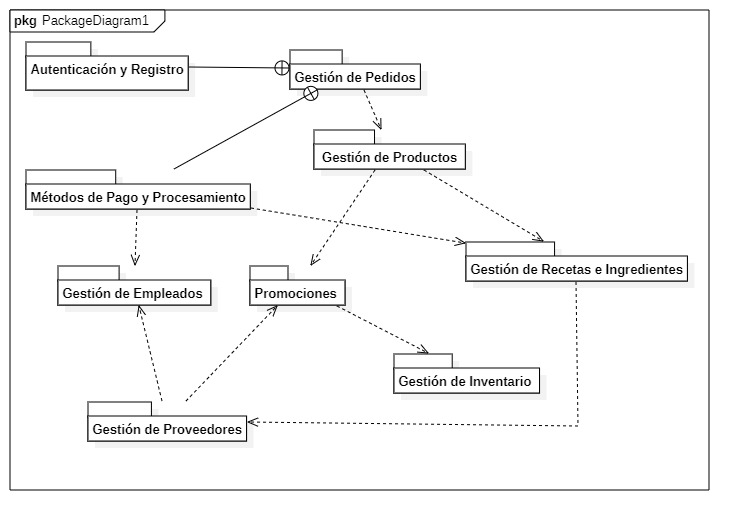 pkg PackageDiagram1
Autenticación y Registro
Gestión de Pedidos
Gestión de Productos
Métodos de Pago y Procesamiento
Gestión de Recetas e Ingredientes
Gestión de Empleados
Promociones
Gestión de Inventario
Gestión de Proveedores